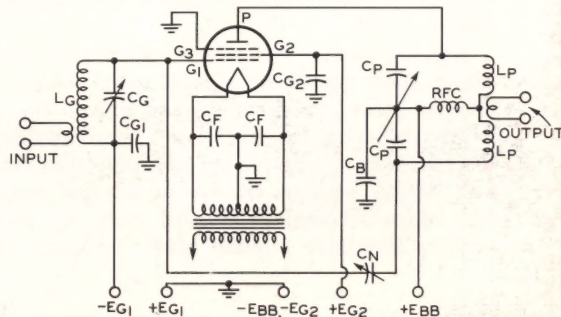 P
G3
G2
G1
CP
LP
LG
CG
CG2
RFC
CG1
CF
CF
CP
OUTPUT
INPUT
CB
LP
CN
-EG1
+EG1
-EBB,-EG2
+EG2
+EBB